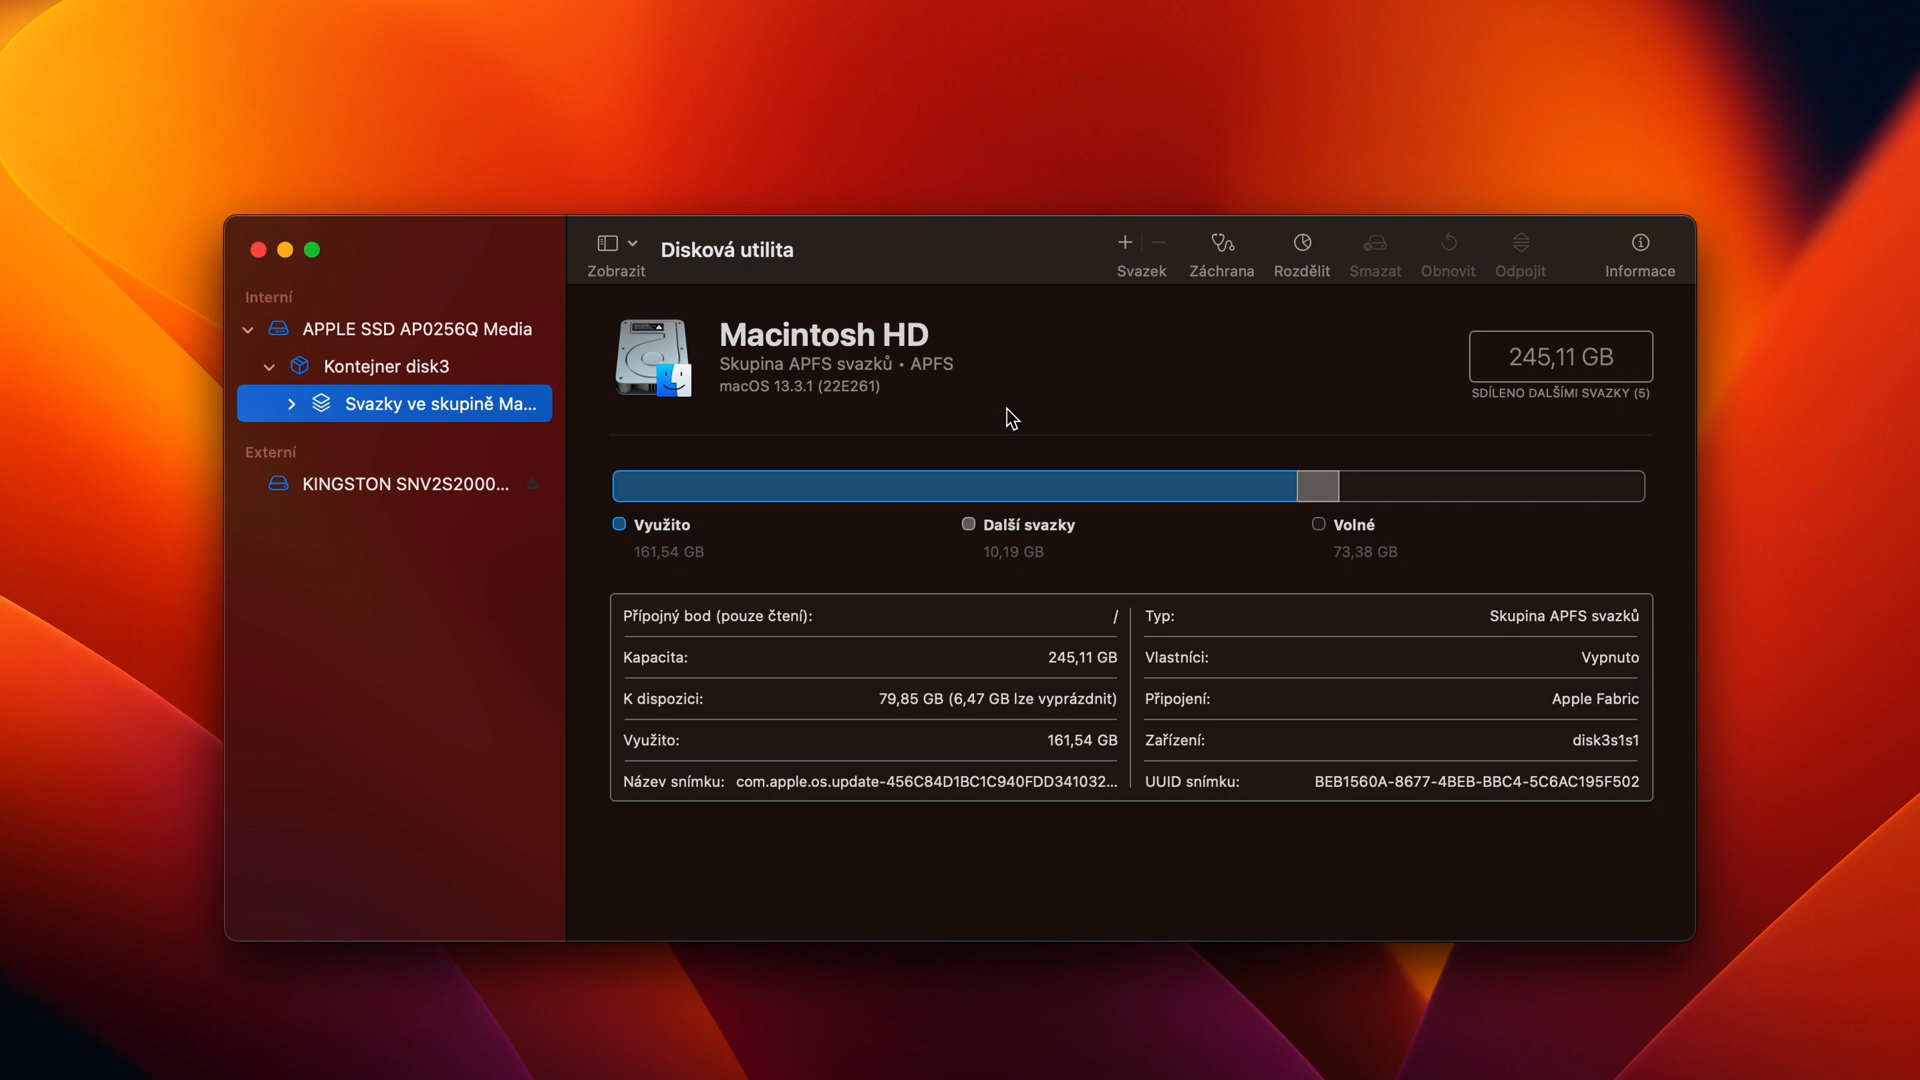 Zobrazit
Disková utilita
Svazek
Záchrana
Rozdělit
Smazat
Obnovit
Odpojit
Informace
Interní
APPLE SSD AP0256Q Media
Kontejner disk3
Svazky ve skupině Ma...
Externí
KINGSTON SNV2S2000...
Macintosh HD
Skupina APFS svazků • APFS
macOS 13.3.1 (22E261)
245,11 GB
SDÍLENO DALŠÍMI SVAZKY (5)
Využito
161,54 GB
Další svazky
10,19 GB
Volné
73,38 GB
Přípojný bod (pouze čtení): /
Kapacita: 245,11 GB
K dispozici: 79,85 GB (6,47 GB lze vyprázdnit)
Využito: 161,54 GB
Název snímku: com.apple.os.update-456C84D1BC1C940FDD341032...
Typ: Skupina APFS svazků
Vlastníci: Vypnuto
Připojení: Apple Fabric
Zařízení: disk3s1s1
UUID snímku: BEB1560A-8677-4BEB-BBC4-5C6AC195F502